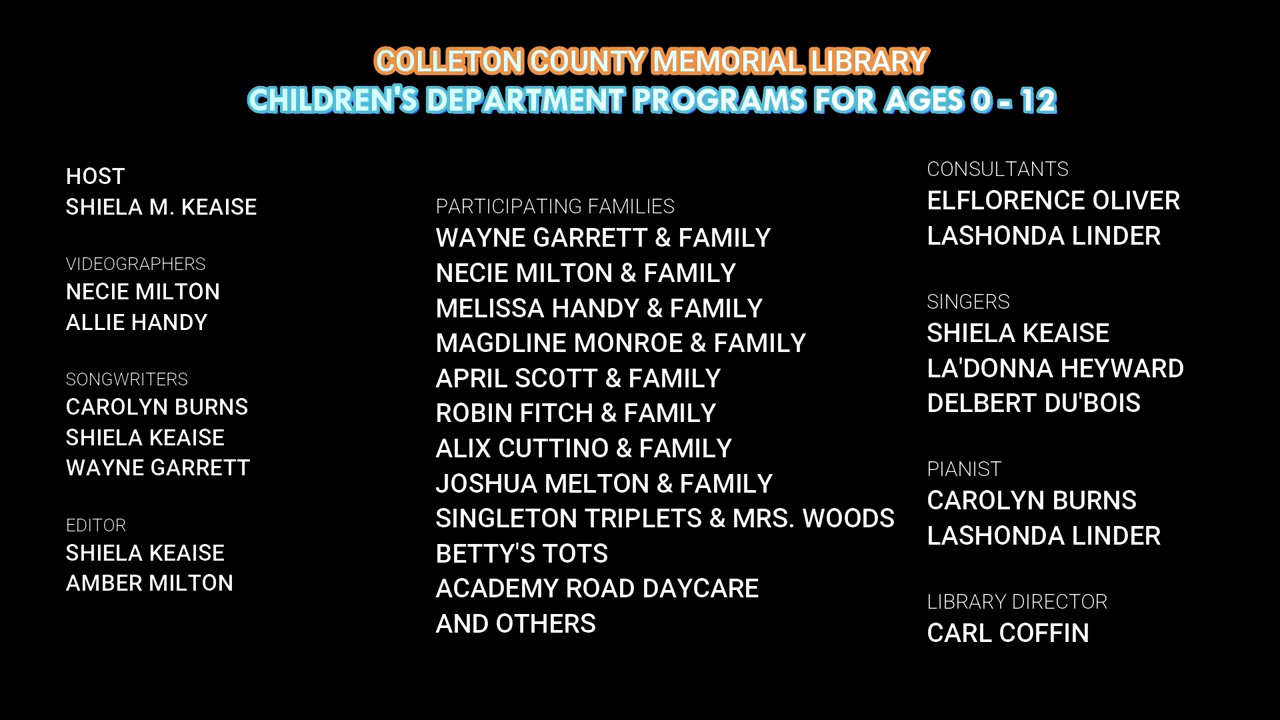 COLLETON COUNTY MEMORIAL LIBRARY
CHILDREN'S DEPARTMENT PROGRAMS FOR AGES 0 - 12
HOST
SHIELA M. KEAISE
VIDEOGRAPHERS
NECIE MILTON
ALLIE HANDY
SONGWRITERS
CAROLYN BURNS
SHIELA KEAISE
WAYNE GARRETT
EDITOR
SHIELA KEAISE
AMBER MILTON
PARTICIPATING FAMILIES
WAYNE GARRETT & FAMILY
NECIE MILTON & FAMILY
MELISSA HANDY & FAMILY
MAGDLINE MONROE & FAMILY
APRIL SCOTT & FAMILY
ROBIN FITCH & FAMILY
ALIX CUTTINO & FAMILY
JOSHUA MELTON & FAMILY
SINGLETON TRIPLETS & MRS. WOODS
BETTY'S TOTS
ACADEMY ROAD DAYCARE
AND OTHERS
CONSULTANTS
ELFLORENCE OLIVER
LASHONDA LINDER
SINGERS
SHIELA KEAISE
LA'DONNA HEYWARD
DELBERT DU'BOIS
PIANIST
CAROLYN BURNS
LASHONDA LINDER
LIBRARY DIRECTOR
CARL COFFIN